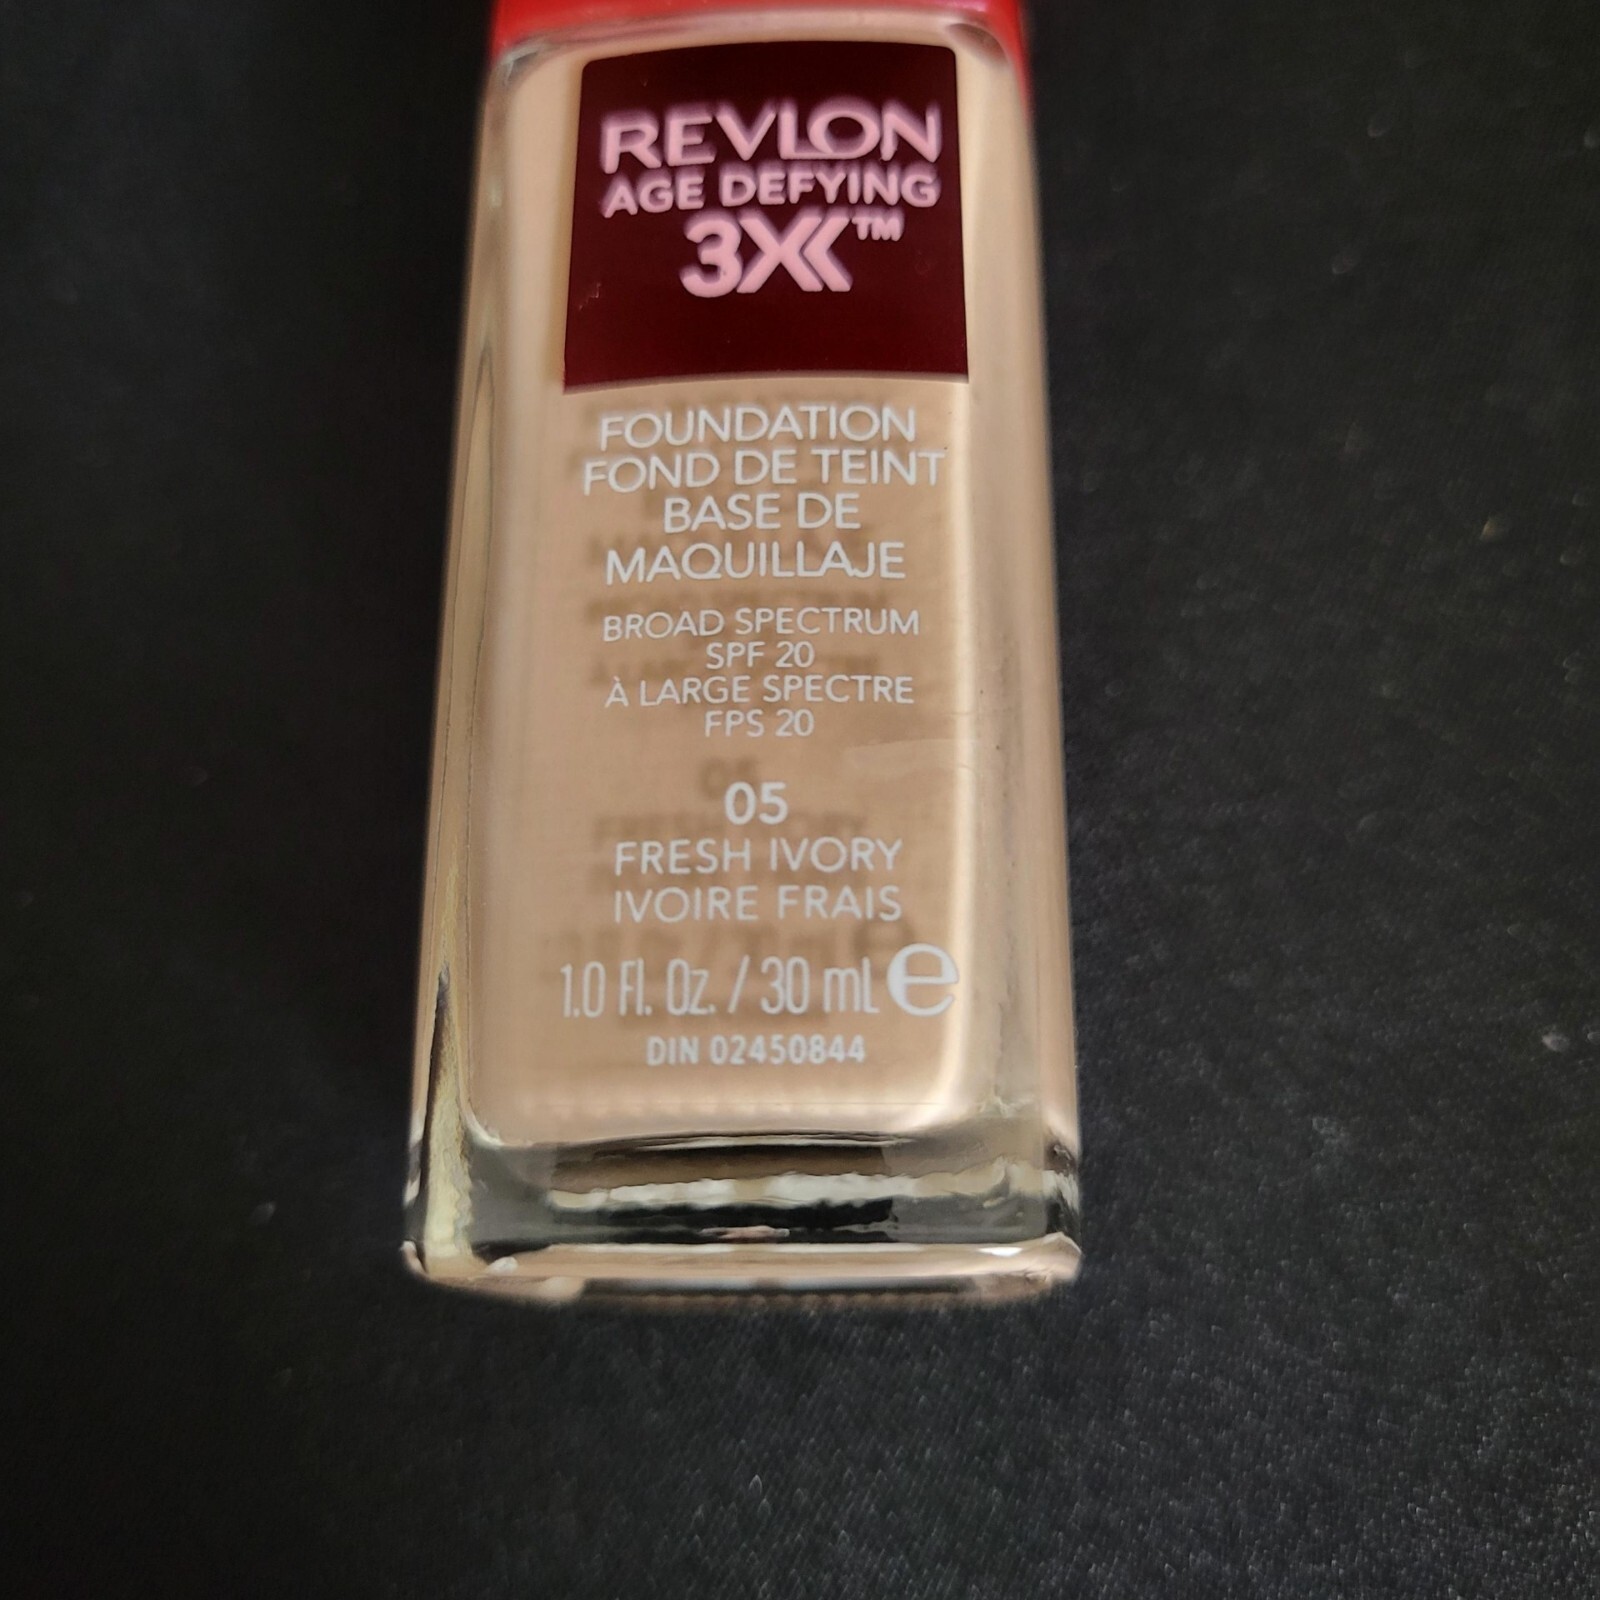 REVLON
AGE DEFYING
3X™
FOUNDATION
FOND DE TEINT
BASE DE
MAQUILLAJE
BROAD SPECTRUM
SPF 20
À LARGE SPECTRE
FPS 20
05
FRESH IVORY
IVOIRE FRAIS
1.0 Fl. Oz. / 30 mL e
DIN 02450844